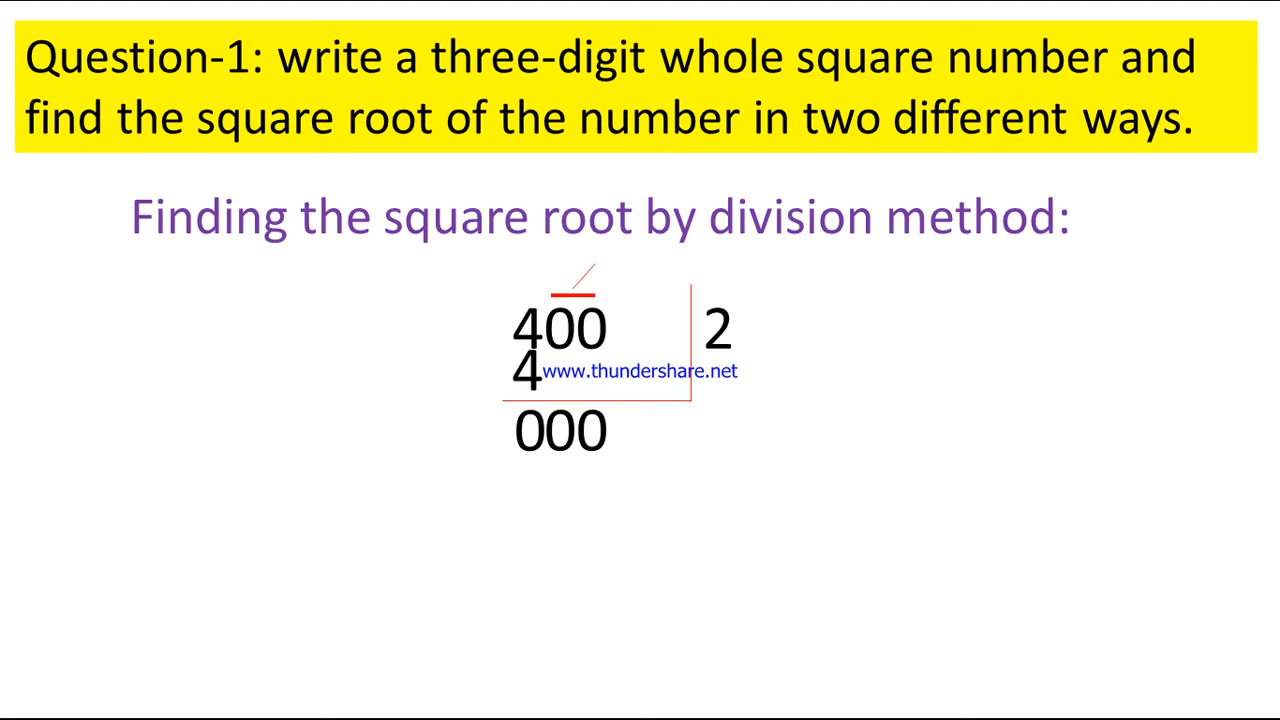 Question-1: write a three-digit whole square number and
find the square root of the number in two different ways.
Finding the square root by division method:
400 2
4
www.thundershare.net
000